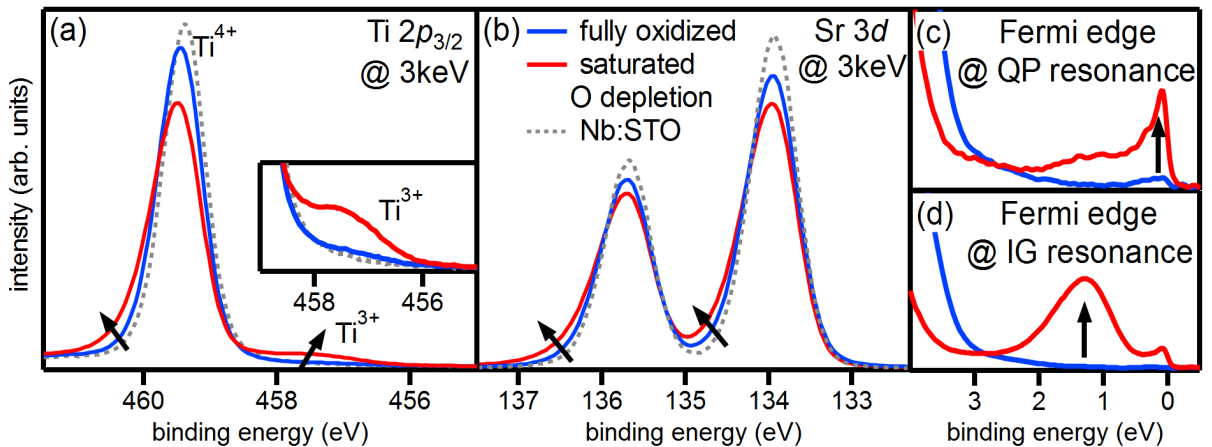 (a)
Ti 2p3/2
@ 3keV
Ti4+
Ti3+
458
456
Ti3+
460
458
456
binding energy (eV)
intensity (arb. units)
(b)
Sr 3d
@ 3keV
fully oxidized
saturated
O depletion
Nb:STO
137
136
135
134
133
binding energy (eV)
(c)
Fermi edge
@ QP resonance
(d)
Fermi edge
@ IG resonance
3
2
1
0
binding energy (eV)